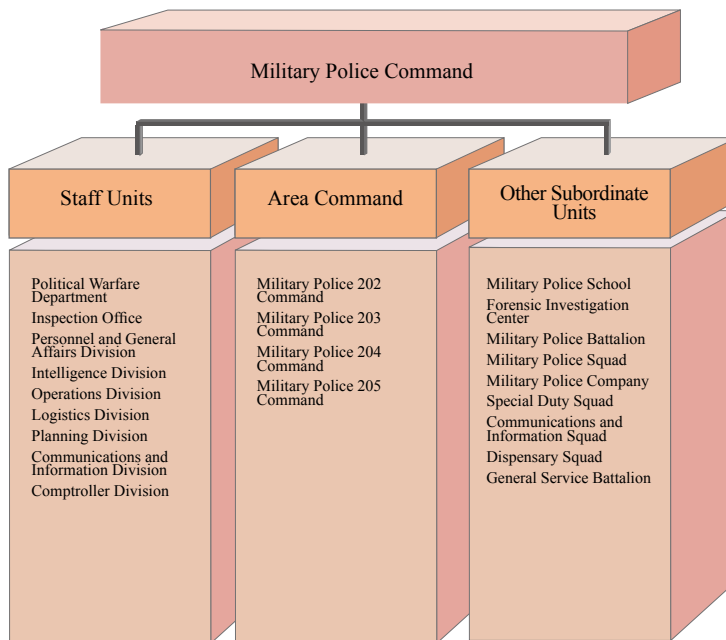 Military Police Command
Staff Units
Political Warfare
Department
Inspection Office
Personnel and General
Affairs Division
Intelligence Division
Operations Division
Logistics Division
Planning Division
Communications and
Information Division
Comptroller Division
Area Command
Military Police 202
Command
Military Police 203
Command
Military Police 204
Command
Military Police 205
Command
Other Subordinate
Units
Military Police School
Forensic Investigation
Center
Military Police Battalion
Military Police Squad
Military Police Company
Special Duty Squad
Communications and
Information Squad
Dispensary Squad
General Service Battalion